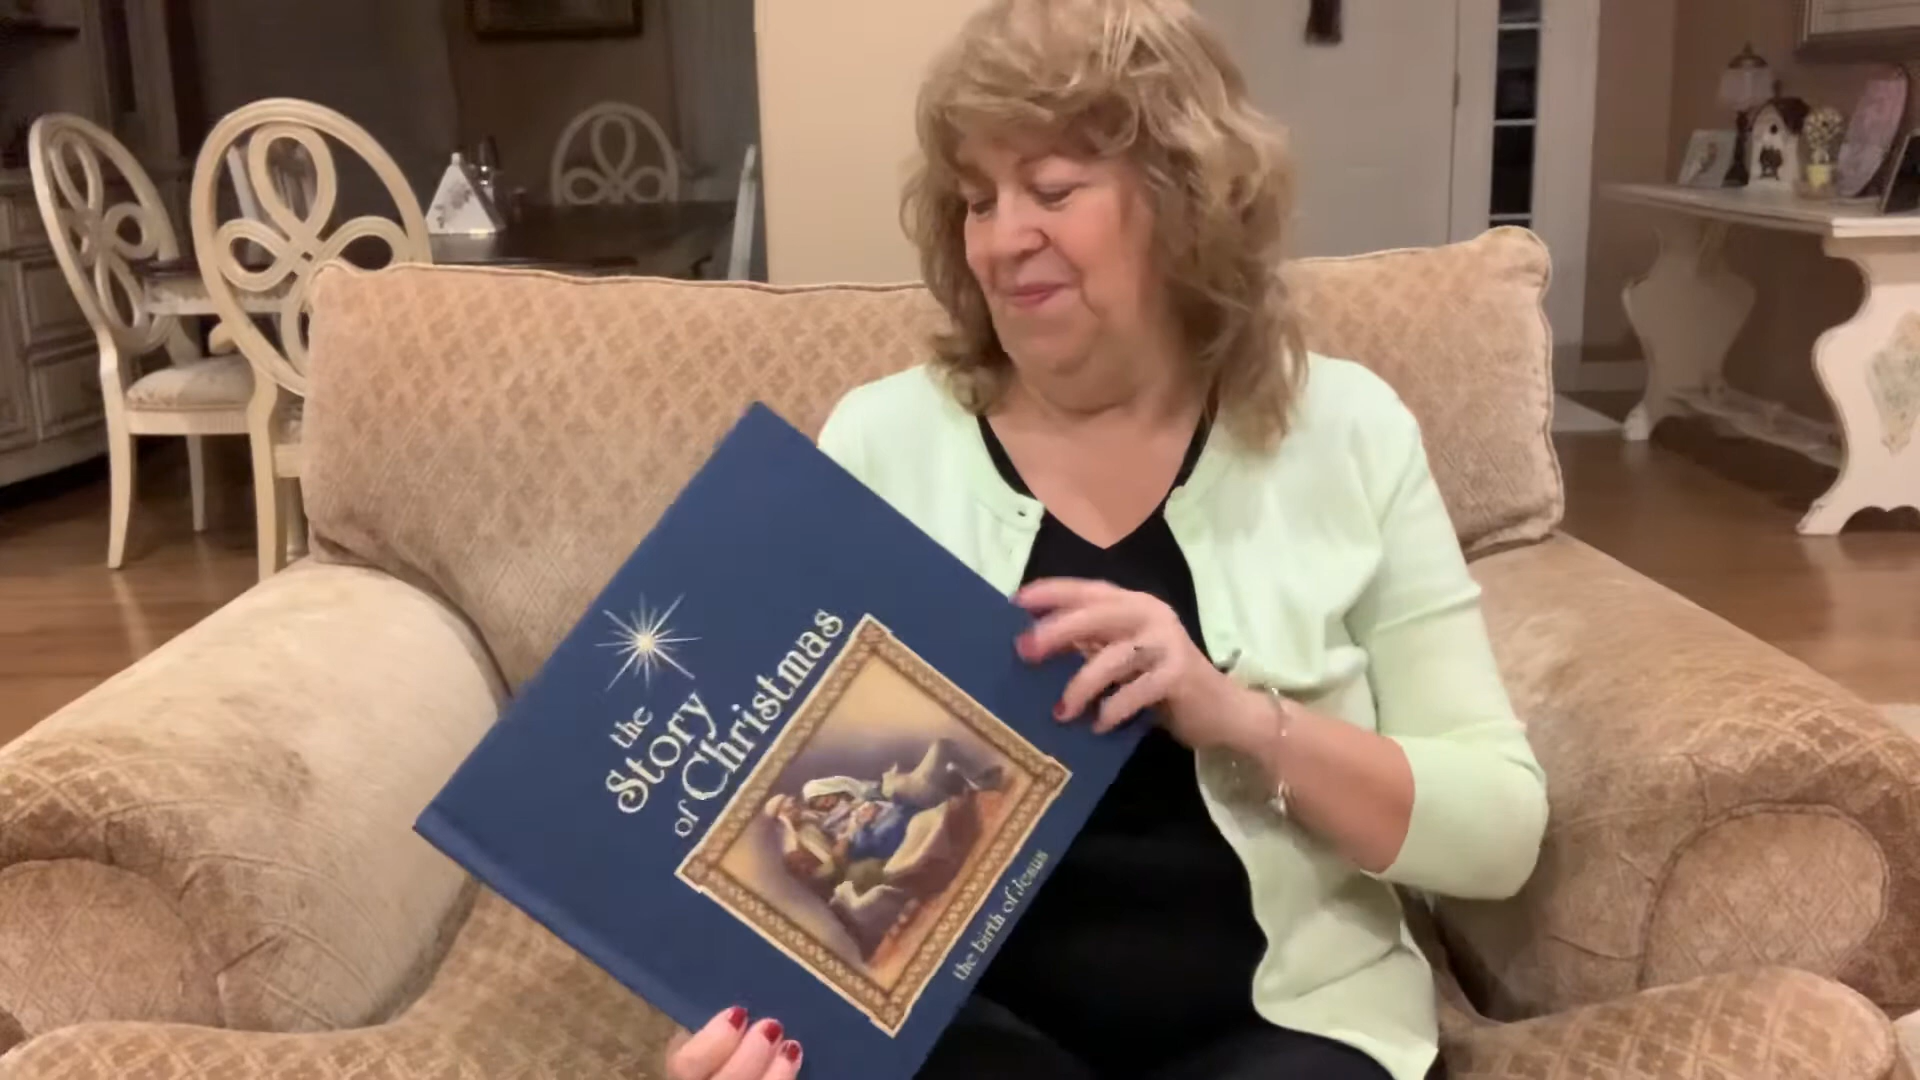 the
Story
of Christmas
the birth of Jesus